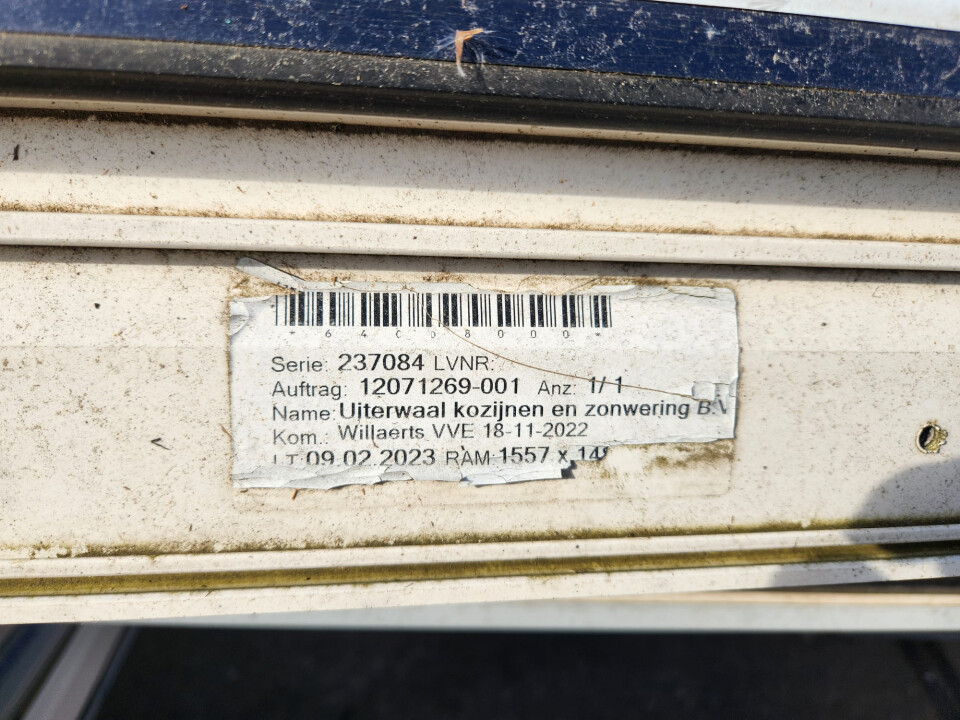 *64C08000*
Serie: 237084 LVNR:
Auftrag: 12071269-001 Anz: 1/1
Name: Uiterwaal kozijnen en zonwering B.V
Kom.: Willaerts VVE 18-11-2022
LT 09.02.2023 RAM 1557 x